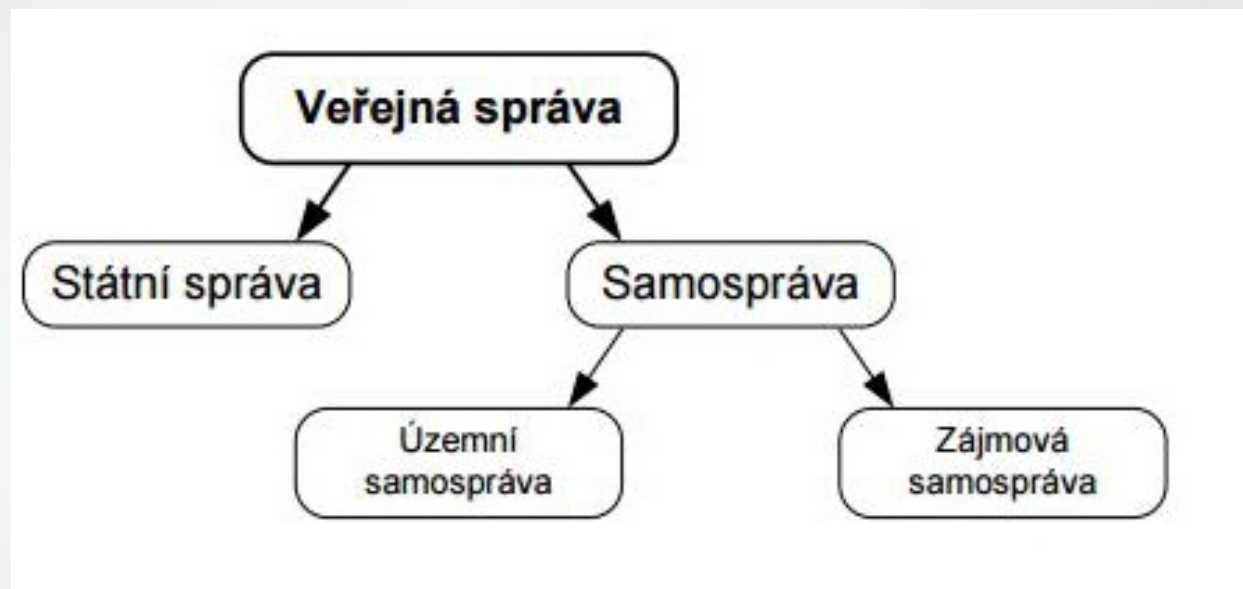 Veřejná správa
Státní správa
Samospráva
Územní
samospráva
Zájmová
samospráva